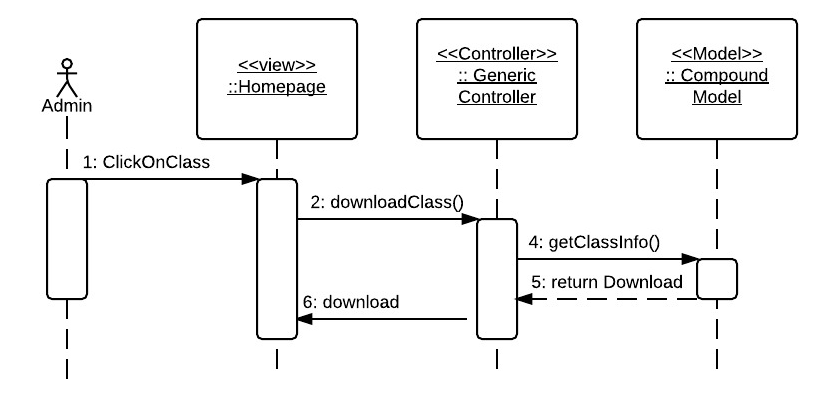 <<view>>
::Homepage
<<Controller>>
:: Generic
Controller
<<Model>>
:: Compound
Model
Admin
1: ClickOnClass
2: downloadClass()
4: getClassInfo()
5: return Download
6: download